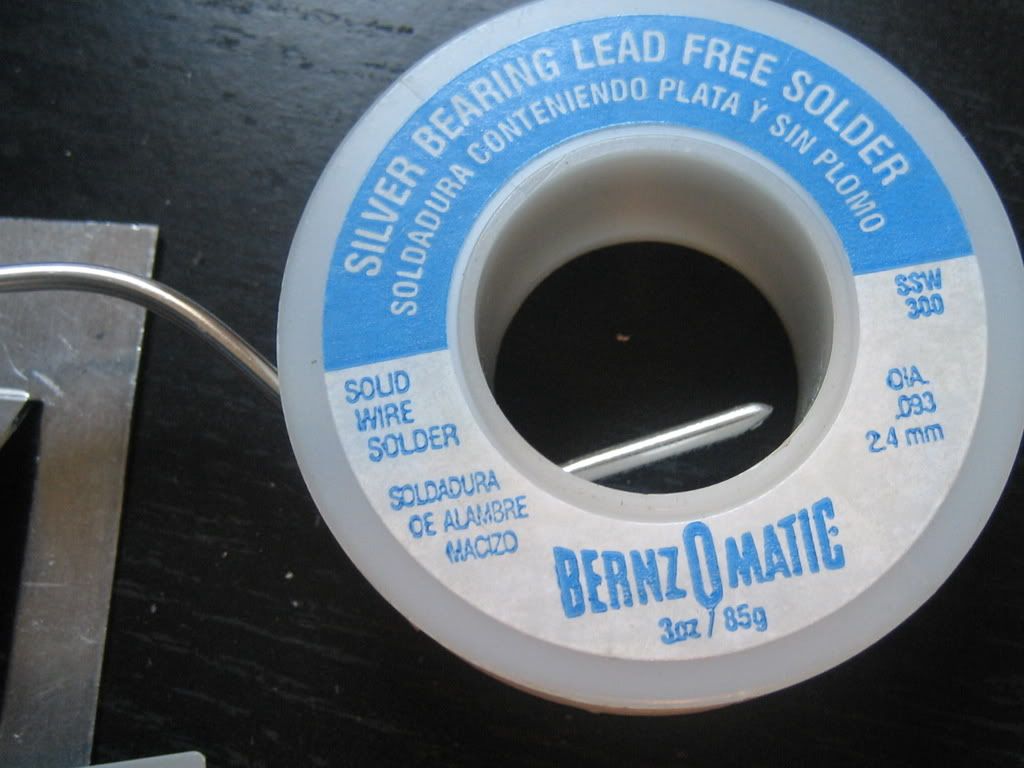 SILVER BEARING LEAD FREE SOLDER
SOLDADURA CONTENIENDO PLATA Y SIN PLOMO
SSW
300
SOLID
WIRE
SOLDER
DIA.
.093
2.4 mm
SOLDADURA
DE ALAMBRE
MACIZO
BERNZOMATIC
3oz / 85g